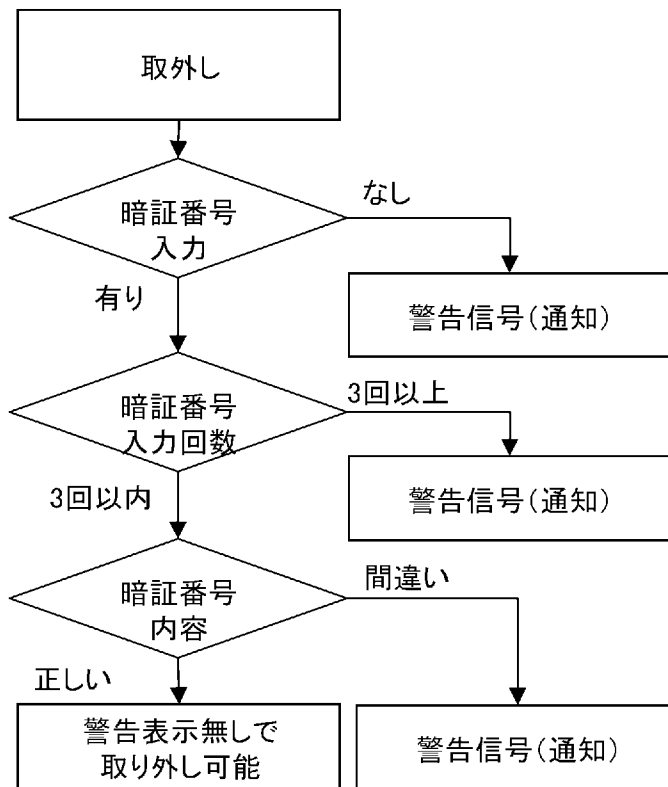 取外し
暗証番号
入力
なし
有り
警告信号(通知)
暗証番号
入力回数
3回以上
3回以内
警告信号(通知)
暗証番号
内容
間違い
正しい
警告表示無しで
取り外し可能
警告信号(通知)